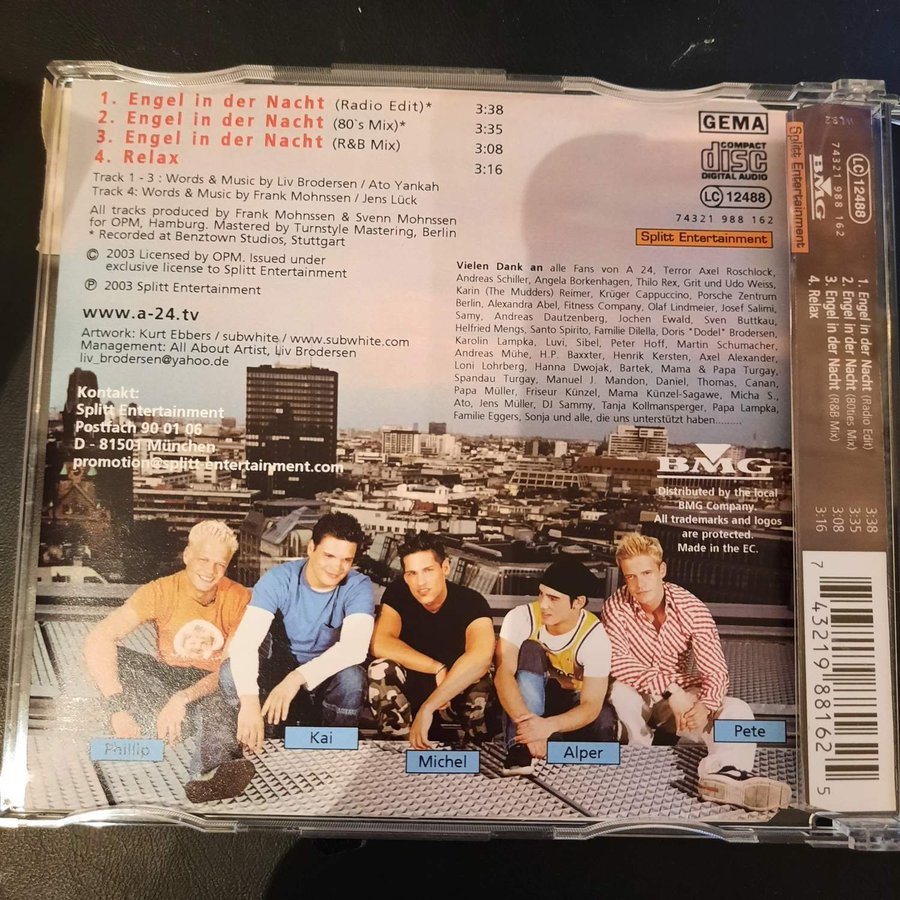 1. Engel in der Nacht (Radio Edit)* 3:38
2. Engel in der Nacht (80`s Mix)* 3:35
3. Engel in der Nacht (R&B Mix) 3:08
4. Relax 3:16
Track 1 - 3 : Words & Music by Liv Brodersen / Ato Yankah
Track 4: Words & Music by Frank Mohnssen / Jens Lück
All tracks produced by Frank Mohnssen & Svenn Mohnssen
for OPM, Hamburg. Mastered by Turnstyle Mastering, Berlin
* Recorded at Benztown Studios, Stuttgart
© 2003 Licensed by OPM. Issued under
exclusive license to Splitt Entertainment
℗ 2003 Splitt Entertainment
www.a-24.tv
Artwork: Kurt Ebbers / subwhite / www.subwhite.com
Management: All About Artist, Liv Brodersen
liv_brodersen@yahoo.de
Kontakt:
Splitt Entertainment
Postfach 90 01 06
D - 81501 München
promotion@splitt-entertainment.com
GEMA
COMPACT
disc
DIGITAL AUDIO
LC 12488
74321 988 162
Splitt Entertainment
Vielen Dank an alle Fans von A 24, Terror Axel Roschlock,
Andreas Schiller, Angela Borkenhagen, Thilo Rex, Grit und Udo Weiss,
Karin (The Mudders) Reimer, Krüger Cappuccino, Porsche Zentrum
Berlin, Alexandra Abel, Fitness Company, Olaf Lindmeier, Josef Salimi,
Samy, Andreas Dautzenberg, Jochen Ewald, Sven Buttkau,
Helfried Mengs, Santo Spirito, Familie Dilella, Doris "Dodel" Brodersen,
Karolin Lampka, Luvi, Sibel, Peter Hoff, Martin Schumacher,
Andreas Mühe, H.P. Baxxter, Henrik Kersten, Axel Alexander,
Loni Lohrberg, Hanna Dwojak, Bartek, Mama & Papa Turgay,
Spandau Turgay, Manuel J. Mandon, Daniel, Thomas, Canan,
Papa Müller, Friseur Künzel, Mama Künzel-Sagawe, Micha S.,
Ato, Jens Müller, DJ Sammy, Tanja Kollmansperger, Papa Lampka,
Familie Eggers, Sonja und alle, die uns unterstützt haben........
BMG
Distributed by the local
BMG Company.
All trademarks and logos
are protected.
Made in the EC.
Phillip
Kai
Michel
Alper
Pete
Splitt Entertainment
BMG
74321 988 162
LC 12488
1. Engel in der Nacht (Radio Edit) 3:38
2. Engel in der Nacht (80ties Mix) 3:35
3. Engel in der Nacht (R&B Mix) 3:08
4. Relax 3:16
7 43219 88162 5